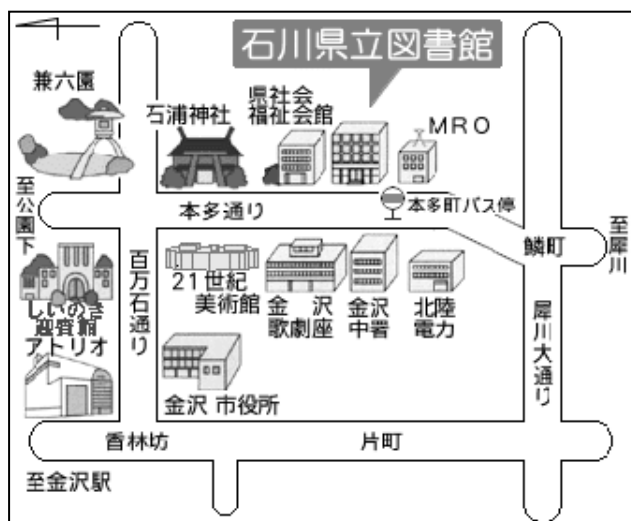 石川県立図書館
兼六園
石浦神社
県社会
福祉会館
MRO
至公園下
本多通り
本多町バス停
鱗町
至犀川
百万石通り
21世紀
美術館
金沢
歌劇座
金沢
中署
北陸
電力
犀川大通り
しいのき
迎賓館
アトリオ
金沢市役所
香林坊
片町
至金沢駅